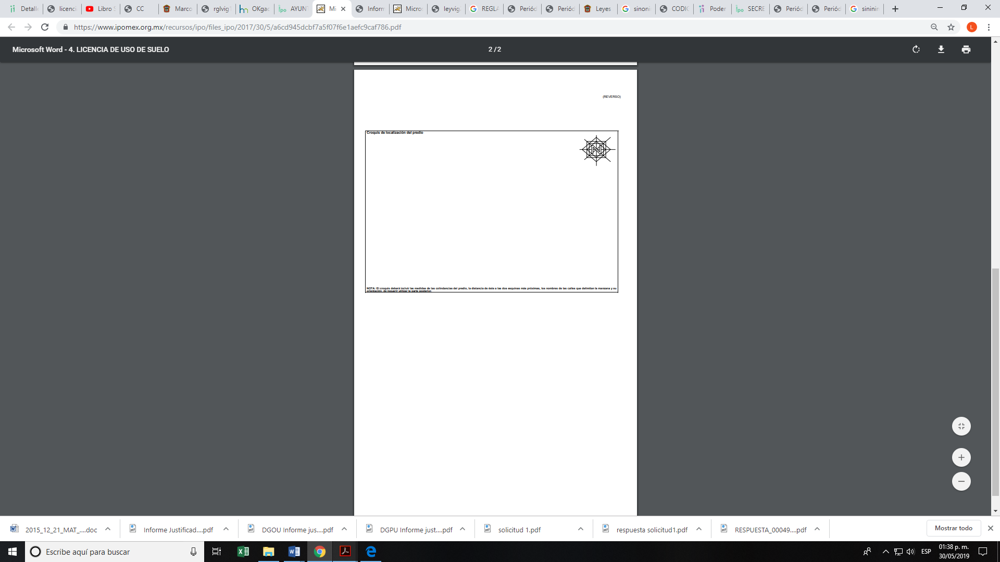 Detall
licenci
Libro S
CC
Marco
rglvig
OKgac
AYUNT
Mi
Inform
Micro
leyvig
REGLA
Periód
Periód
Leyes
sinoni
CODIC
Poder
SECRE
Periód
Periód
sininin
https://www.ipomex.org.mx/recursos/ipo/files_ipo/2017/30/5/a6cd945dcbf7a5f07f6e1aefc9caf786.pdf
L
Microsoft Word - 4. LICENCIA DE USO DE SUELO
2 / 2
(REVERSO)
Croquis de localización del predio
N
NOTA: El croquis deberá incluir las medidas de las colindancias del predio, la distancia de éste a las dos esquinas más próximas, los nombres de las calles que delimitan la manzana y su
orientación, de requerir utilizar la parte posterior.
2015_12_21_MAT_....doc
Informe Justificad....pdf
DGOU Informe jus....pdf
DGPU Informe just....pdf
solicitud 1.pdf
respuesta solicitud1.pdf
RESPUESTA_00049....pdf
Mostrar todo
Escribe aquí para buscar
ESP
01:38 p. m.
30/05/2019